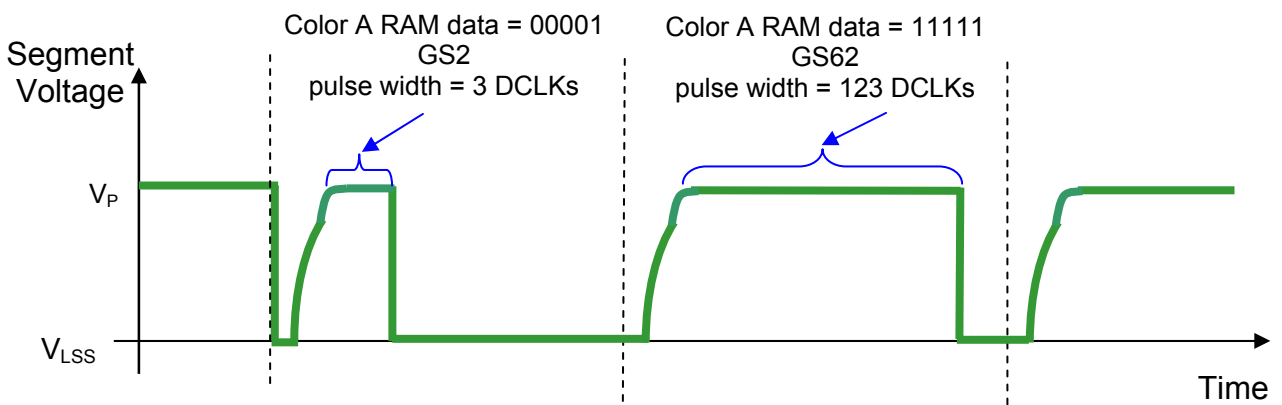 Color A RAM data = 00001
GS2
pulse width = 3 DCLKs
Color A RAM data = 11111
GS62
pulse width = 123 DCLKs
Segment
Voltage
VP
VLSS
Time